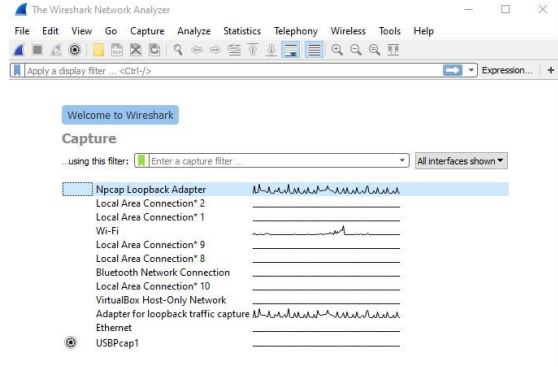 The Wireshark Network Analyzer
File Edit View Go Capture Analyze Statistics Telephony Wireless Tools Help
Apply a display filter ... <Ctrl-/> Expression... +
Welcome to Wireshark
Capture
...using this filter: Enter a capture filter ... All interfaces shown
Npcap Loopback Adapter
Local Area Connection* 2
Local Area Connection* 1
Wi-Fi
Local Area Connection* 9
Local Area Connection* 8
Bluetooth Network Connection
Local Area Connection* 10
VirtualBox Host-Only Network
Adapter for loopback traffic capture
Ethernet
USBPcap1